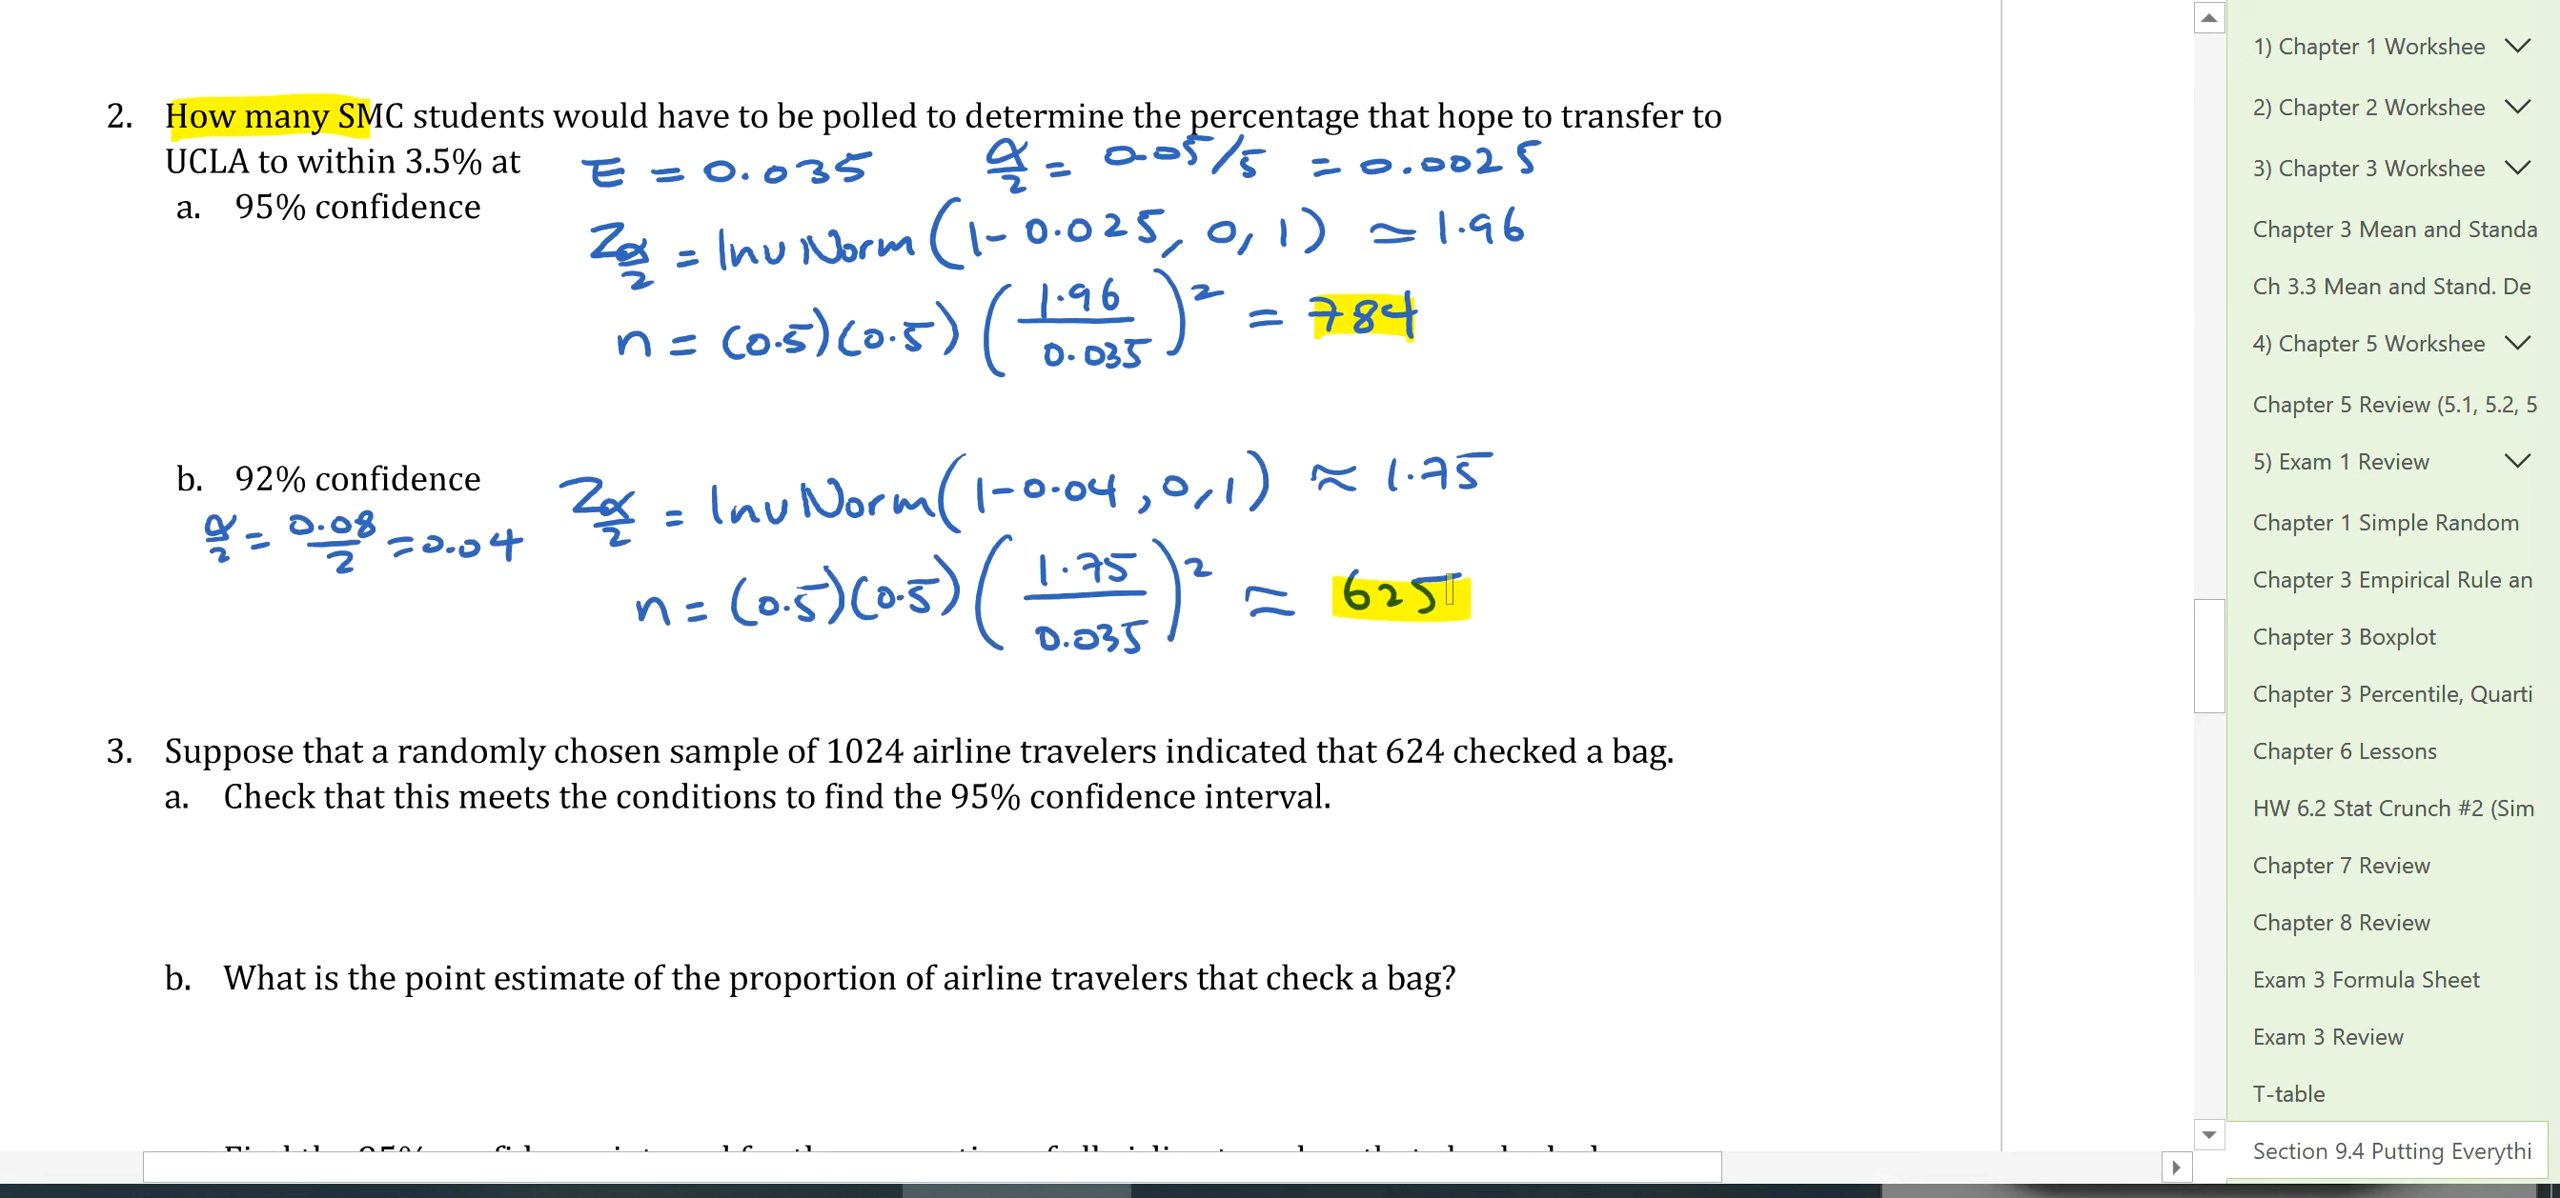 2. How many SMC students would have to be polled to determine the percentage that hope to transfer to
UCLA to within 3.5% at
E = 0.035
α/2 = 0.05/5 = 0.0025
a. 95% confidence
Zα/2 = InvNorm(1-0.025, 0, 1) ≃ 1.96
n = (0.5)(0.5)(1.96/0.035)² = 784
b. 92% confidence
α/2 = 0.08/2 = 0.04
Zα/2 = InvNorm(1-0.04, 0, 1) ≈ 1.75
n = (0.5)(0.5)(1.75/0.035)² ≈ 625
3. Suppose that a randomly chosen sample of 1024 airline travelers indicated that 624 checked a bag.
a. Check that this meets the conditions to find the 95% confidence interval.
b. What is the point estimate of the proportion of airline travelers that check a bag?
1) Chapter 1 Workshee
2) Chapter 2 Workshee
3) Chapter 3 Workshee
Chapter 3 Mean and Standa
Ch 3.3 Mean and Stand. De
4) Chapter 5 Workshee
Chapter 5 Review (5.1, 5.2, 5
5) Exam 1 Review
Chapter 1 Simple Random
Chapter 3 Empirical Rule an
Chapter 3 Boxplot
Chapter 3 Percentile, Quarti
Chapter 6 Lessons
HW 6.2 Stat Crunch #2 (Sim
Chapter 7 Review
Chapter 8 Review
Exam 3 Formula Sheet
Exam 3 Review
T-table
Section 9.4 Putting Everythi